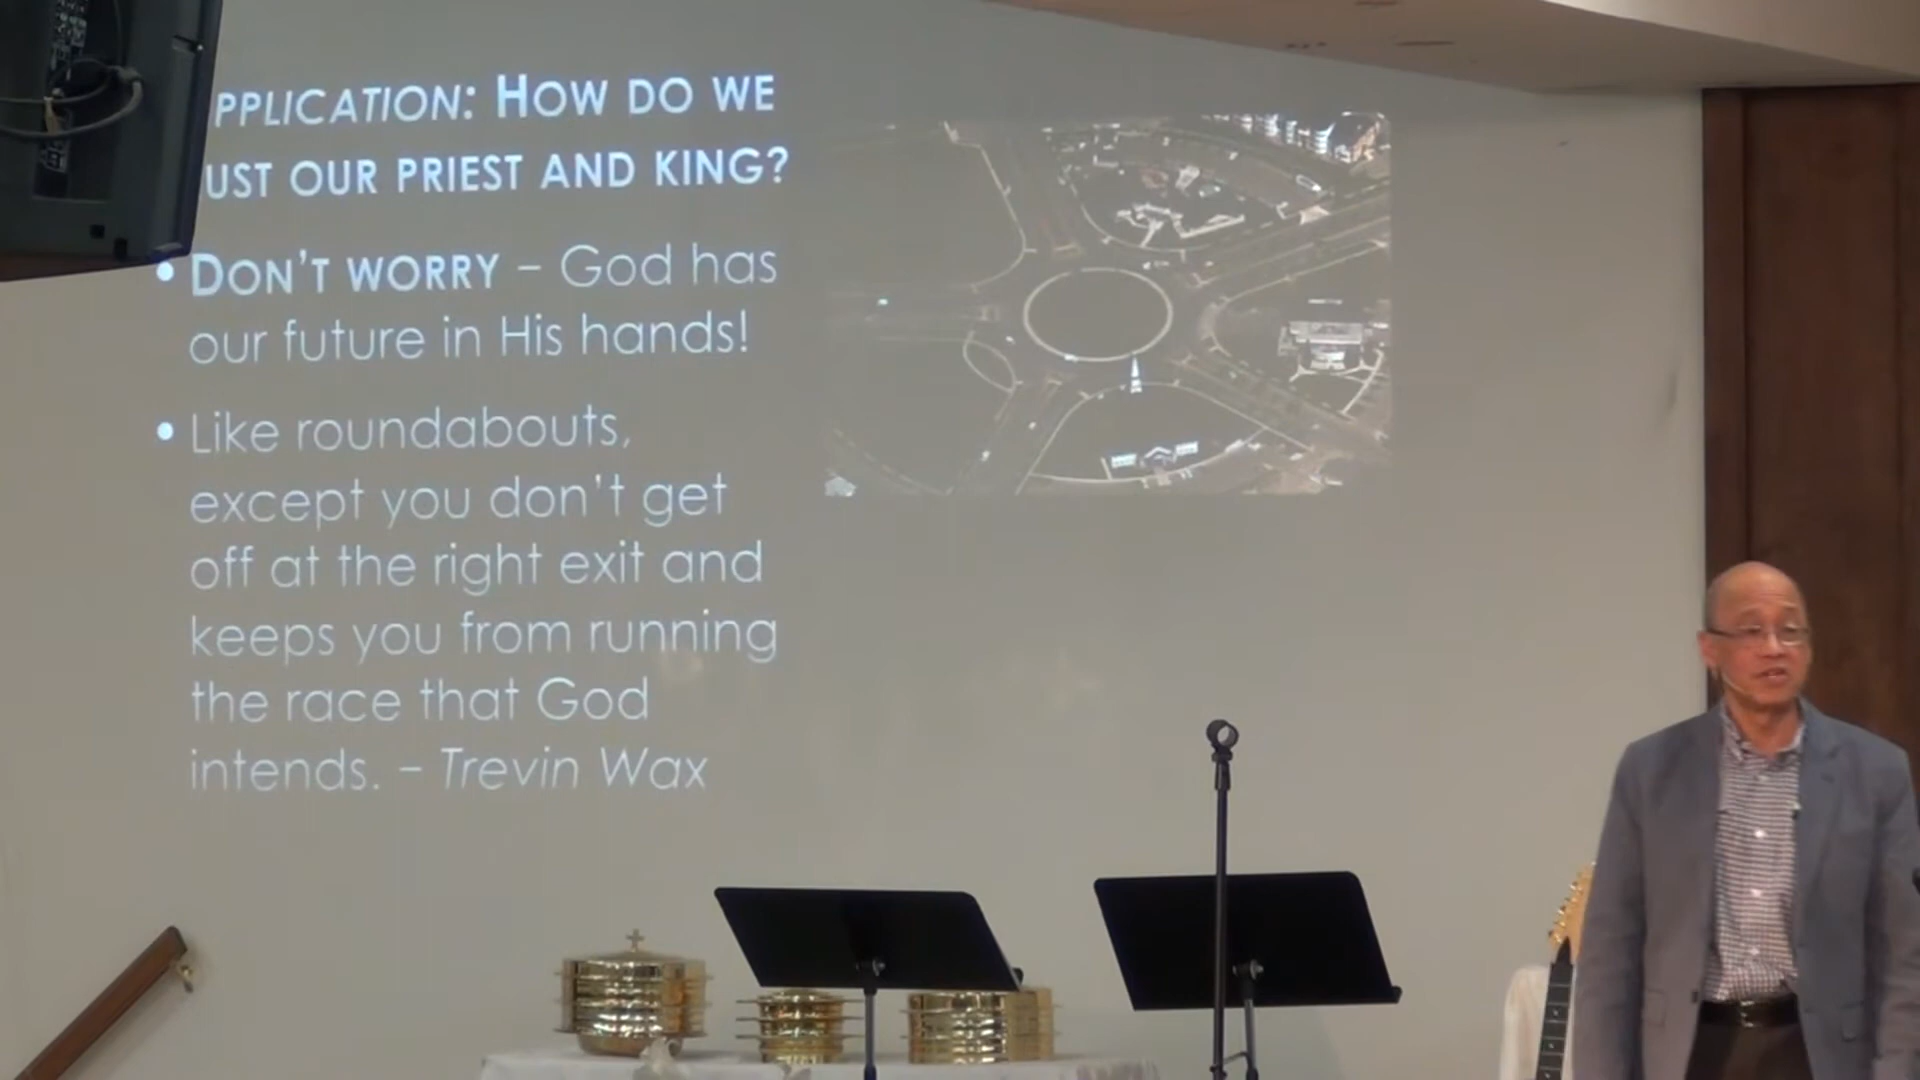 PPLICATION: HOW DO WE
UST OUR PRIEST AND KING?
• DON'T WORRY – God has
our future in His hands!
• Like roundabouts,
except you don't get
off at the right exit and
keeps you from running
the race that God
intends. – Trevin Wax